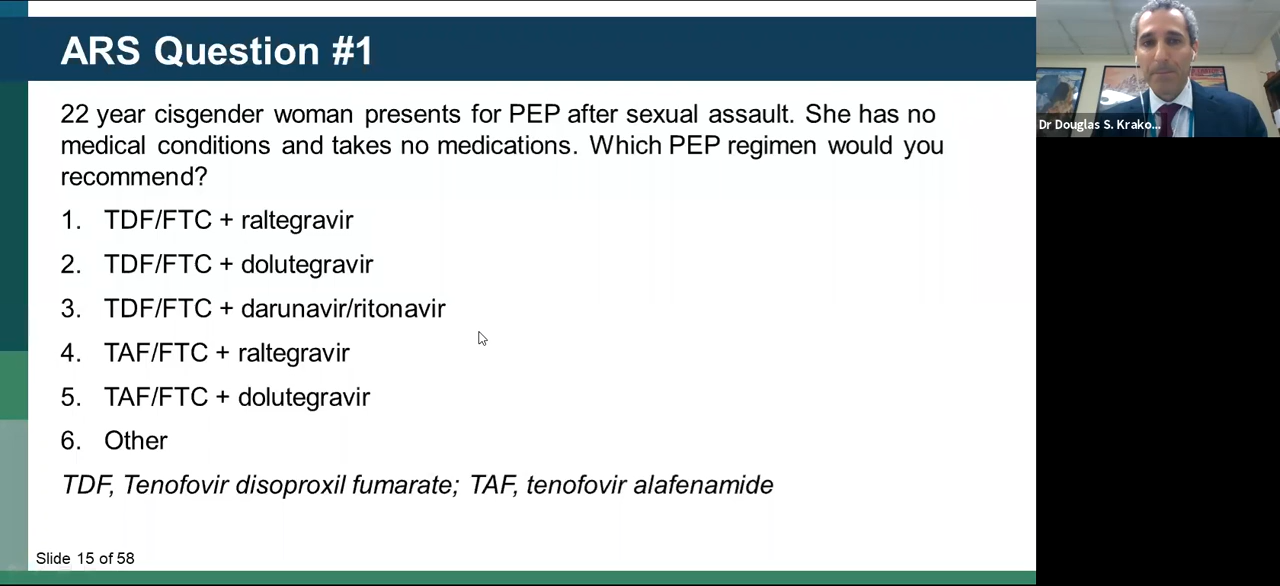 ARS Question #1
22 year cisgender woman presents for PEP after sexual assault. She has no
medical conditions and takes no medications. Which PEP regimen would you
recommend?
1. TDF/FTC + raltegravir
2. TDF/FTC + dolutegravir
3. TDF/FTC + darunavir/ritonavir
4. TAF/FTC + raltegravir
5. TAF/FTC + dolutegravir
6. Other
TDF, Tenofovir disoproxil fumarate; TAF, tenofovir alafenamide
Slide 15 of 58
Dr Douglas S. Krako...